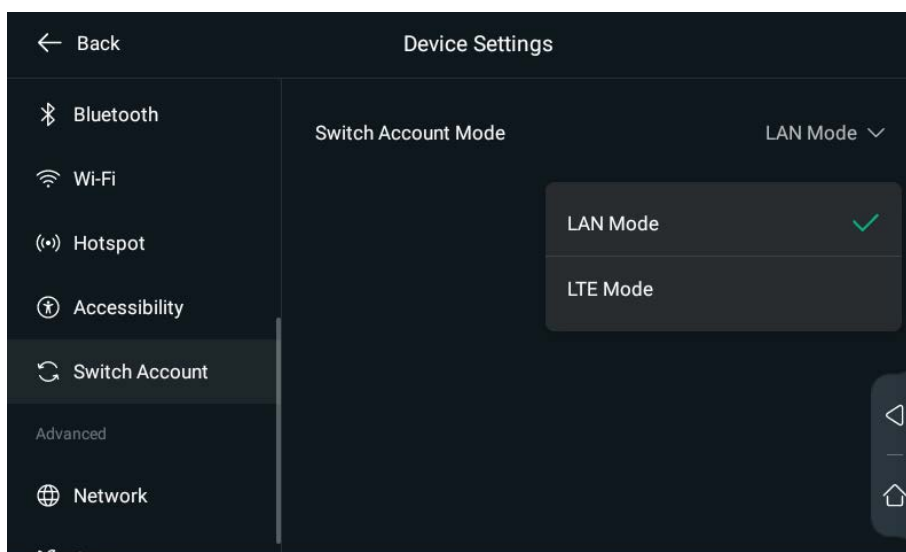 Back
Device Settings
Bluetooth
Switch Account Mode
LAN Mode
Wi-Fi
LAN Mode
Hotspot
LTE Mode
Accessibility
Switch Account
Advanced
Network